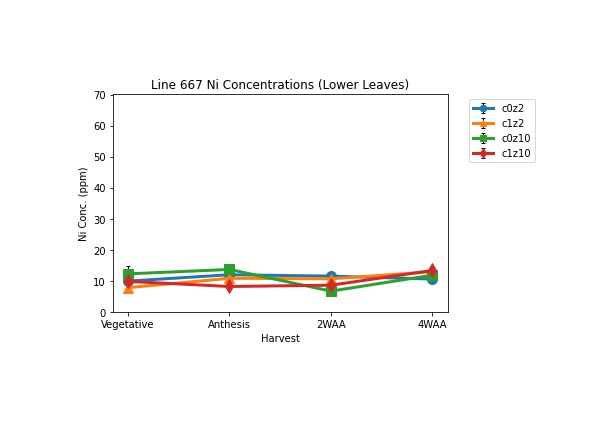 Line 667 Ni Concentrations (Lower Leaves)
70
60
50
40
30
20
10
0
Ni Conc. (ppm)
Vegetative Anthesis 2WAA 4WAA
Harvest
c0z2
c1z2
c0z10
c1z10